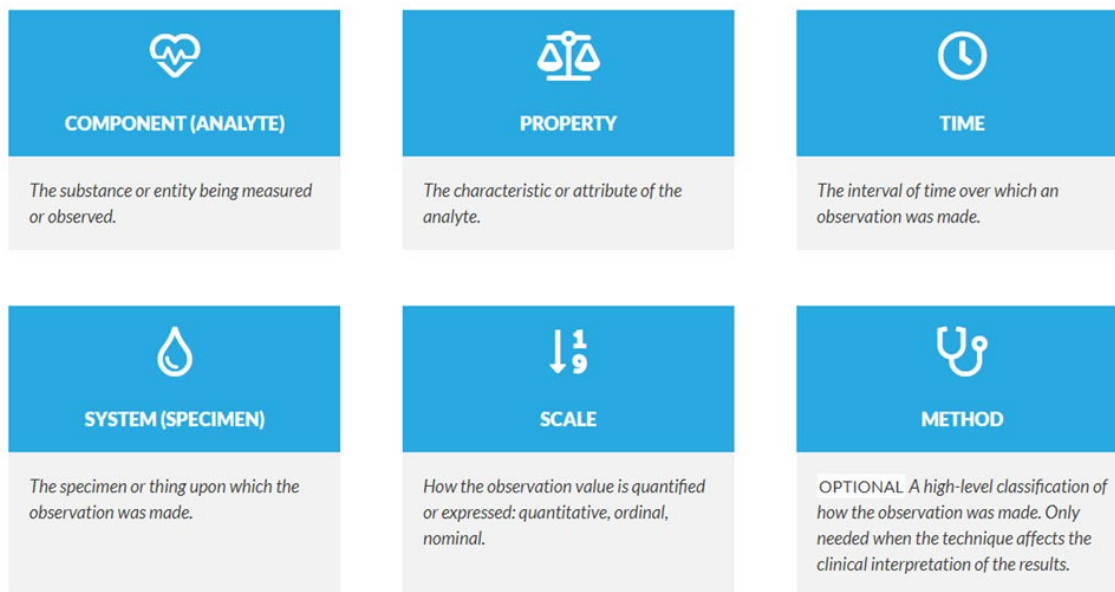 COMPONENT (ANALYTE)
The substance or entity being measured
or observed.
PROPERTY
The characteristic or attribute of the
analyte.
TIME
The interval of time over which an
observation was made.
SYSTEM (SPECIMEN)
The specimen or thing upon which the
observation was made.
1
9
SCALE
How the observation value is quantified
or expressed: quantitative, ordinal,
nominal.
METHOD
OPTIONAL A high-level classification of
how the observation was made. Only
needed when the technique affects the
clinical interpretation of the results.